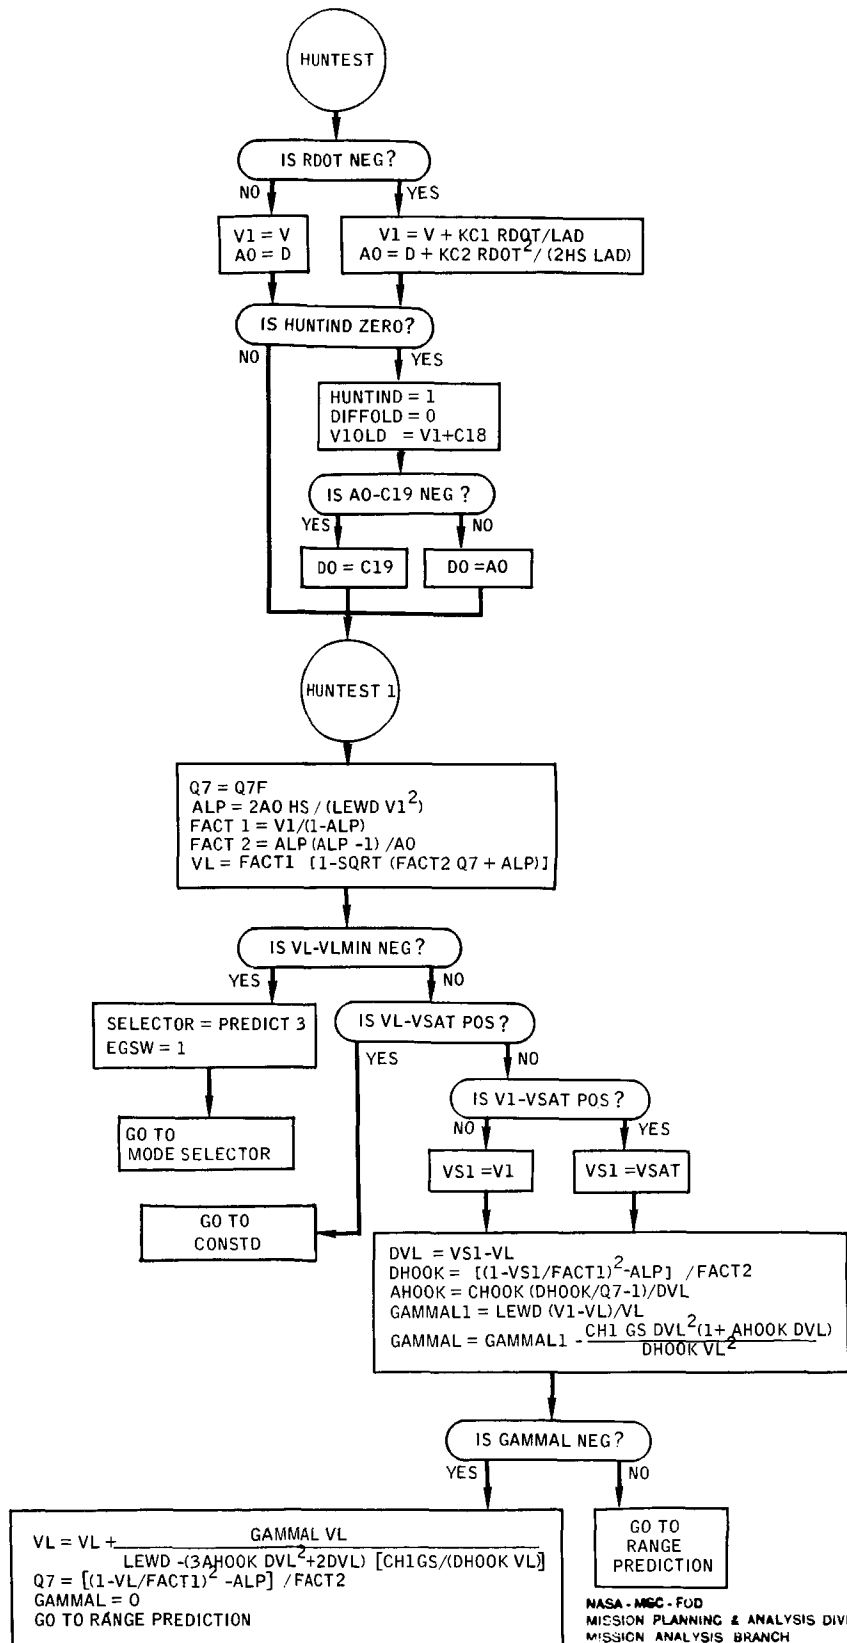 HUNTEST
IS RDOT NEG?
NO
YES
V1 = V
A0 = D
V1 = V + KC1 RDOT/LAD
A0 = D + KC2 RDOT²/(2HS LAD)
IS HUNTIND ZERO?
NO
YES
HUNTIND = 1
DIFFOLD = 0
V1OLD = V1+C18
IS A0-C19 NEG ?
YES
NO
D0 = C19
D0 =A0
HUNTEST 1
Q7 = Q7F
ALP = 2A0 HS / (LEWD V1²)
FACT 1 = V1/(1-ALP)
FACT 2 = ALP (ALP -1) /A0
VL = FACT1 [1-SQRT (FACT2 Q7 + ALP)]
IS VL-VLMIN NEG ?
YES
NO
SELECTOR = PREDICT 3
EGSW = 1
IS VL-VSAT POS?
YES
NO
GO TO
MODE SELECTOR
IS V1-VSAT POS ?
NO
YES
VS1 =V1
VS1 =VSAT
GO TO
CONSTD
DVL = VS1-VL
DHOOK = [(1-VS1/FACT1)²-ALP] /FACT2
AHOOK = CHOOK (DHOOK/Q7-1)/DVL
GAMMAL1 = LEWD (V1-VL)/VL
GAMMAL = GAMMAL1 - CH1 GS DVL²(1+ AHOOK DVL)
DHOOK VL²
IS GAMMAL NEG?
YES
NO
VL = VL + GAMMAL VL
LEWD -(3AHOOK DVL²+2DVL) [CH1GS/(DHOOK VL)]
Q7 = [(1-VL/FACT1)² -ALP] / FACT2
GAMMAL = 0
GO TO RANGE PREDICTION
GO TO
RANGE
PREDICTION
NASA - MSC - FOD
MISSION PLANNING & ANALYSIS DIV
MISSION ANALYSIS BRANCH